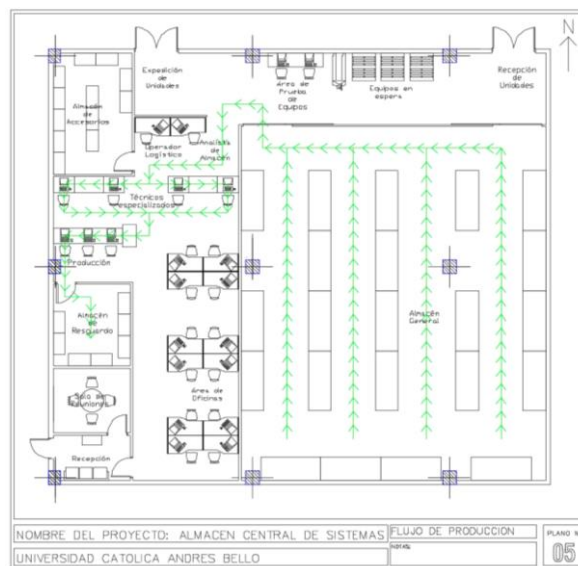 N
Exposición
de
Unidades
Área de
Prueba
de
Equipos
Equipos en
espera
Recepción
de
Unidades
Almacén
de
Accesorios
Operador
Logístico
Analista
de
Almacén
Técnicos
especializados
Producción
Almacén
de
Resguardo
Almacén
General
Área de
Oficinas
Sala de
Reuniones
Recepción
NOMBRE DEL PROYECTO: ALMACEN CENTRAL DE SISTEMAS
FLUJO DE PRODUCCION
PLANO N
UNIVERSIDAD CATOLICA ANDRES BELLO
05